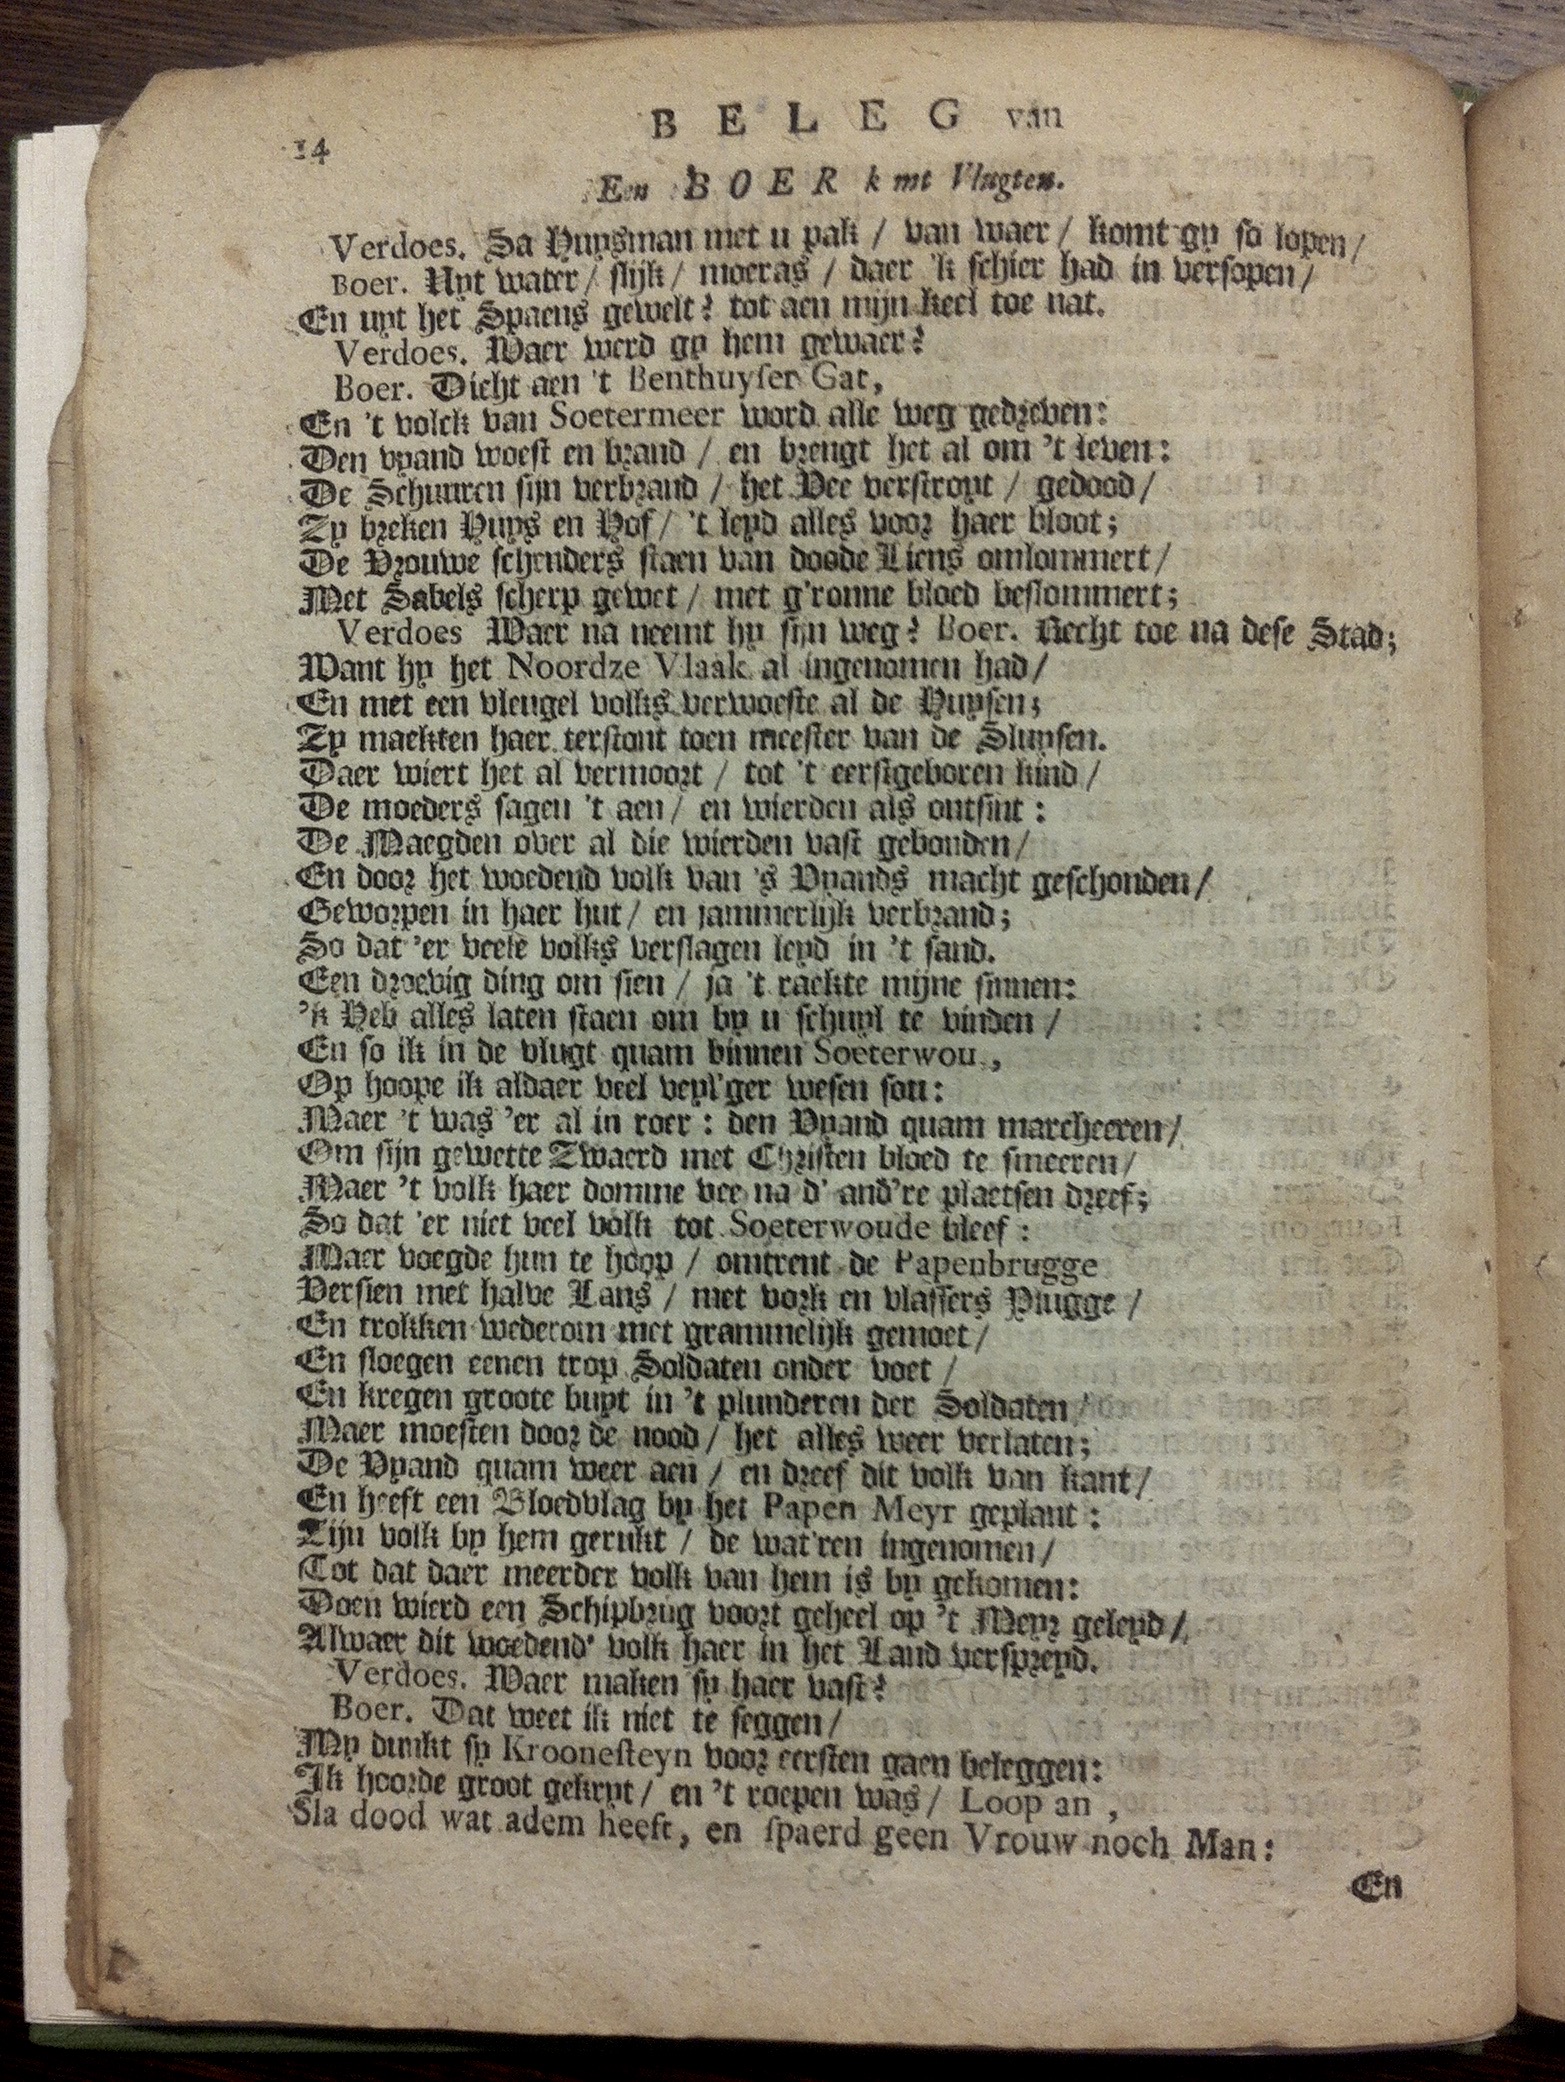 BELEG van
14
Een BOER k mt Vlugten.
Verdoes. Sa Huysman met u pak / van waer / komt gy so lopen /
Boer. Uyt water / slijk / moeras / daer 'k schier had in versopen /
En uyt het Spaens gewelt? tot aen mijn keel toe nat.
Verdoes. Waer werd gy hem gewaer?
Boer. Dicht aen 't Benthuyser Gat,
En 't volck van Soetermeer word alle weg gedreven:
Den vyand woest en brand / en brengt het al om 't leven:
De Schuuren sijn verbrand / het Vee verstroyt / gedood /
Zy breken Huys en Hof / 't leyd alles voor haer bloot;
De Vrouwe schenders staen van doode Liens omlommert /
Met Sabels scherp gewet / met g'ronne bloed beslommert;
Verdoes Waer na neemt hy sijn weg? Boer. Recht toe na dese Stad;
Want hy het Noordze Vlaak al ingenomen had /
En met een vleugel volks verwoeste al de Huysen;
Zy maekten haer terstont toen meester van de Sluysen.
Daer wiert het al vermoort / tot 't eerstgeboren kind /
De moeders sagen 't aen / en wierden als ontsint:
De Maegden over al die wierden vast gebonden /
En door het woedend volk van 's Vyands macht geschonden /
Geworpen in haer hut / en jammerlijk verbrand;
So dat 'er veele volks verslagen leyd in 't sand.
Een droevig ding om sien / ja 't raekte mijne sinnen:
'k Heb alles laten staen om by u schuyl te vinden /
En so ik in de vlugt quam binnen Soeterwou,,
Op hoope ik aldaer veel veyl'ger wesen sou:
Maer 't was 'er al in roer: den Vyand quam marcheeren /
Om sijn gewette Zwaerd met Christen bloed te smeeren /
Maer 't volk haer domme vee na d' and're plaetsen dreef;
So dat 'er niet veel volk tot Soeterwoude bleef:
Maer voegde hun te hoop / omtrent de Papenbrugge
Versien met halve Lans / met vork en vlassers Plugge /
En trokken wederom met grammelijk gemoet /
En sloegen eenen trop Soldaten onder voet /
En kregen groote buyt in 't plunderen der Soldaten /
Maer moesten door de nood / het alles weer verlaten;
De Vyand quam weer aen / en dreef dit volk van kant /
En heeft een Bloedvlag by het Papen Meyr geplant:
Zijn volk by hem gerukt / de wat'ren ingenomen /
Tot dat daer meerder volk van hem is by gekomen:
Doen wierd een Schipbrug voort geheel op 't Meyr geleyd /
Alwaer dit woedend' volk haer in het Land verspreyd.
Verdoes. Waer maken sy haer vast?
Boer. Dat weet ik niet te seggen /
My dunkt sy Kroonesteyn voor eersten gaen beleggen:
Ik hoorde groot gekryt / en 't roepen was / Loop an,
Sla dood wat adem heeft, en spaerd geen Vrouw noch Man:
En